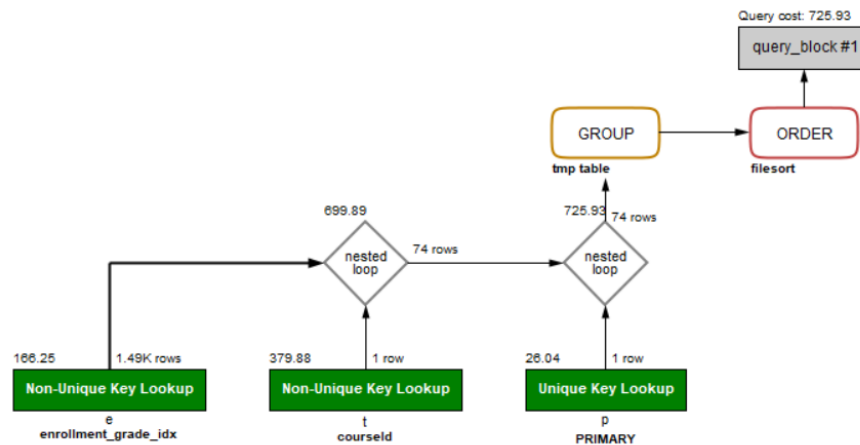 Query cost: 725.93
query_block #1
GROUP
ORDER
tmp table
filesort
699.89
725.93
74 rows
nested
loop
74 rows
nested
loop
166.25
1.49K rows
379.88
1 row
26.04
1 row
Non-Unique Key Lookup
Non-Unique Key Lookup
Unique Key Lookup
e
t
p
enrollment_grade_idx
courseId
PRIMARY